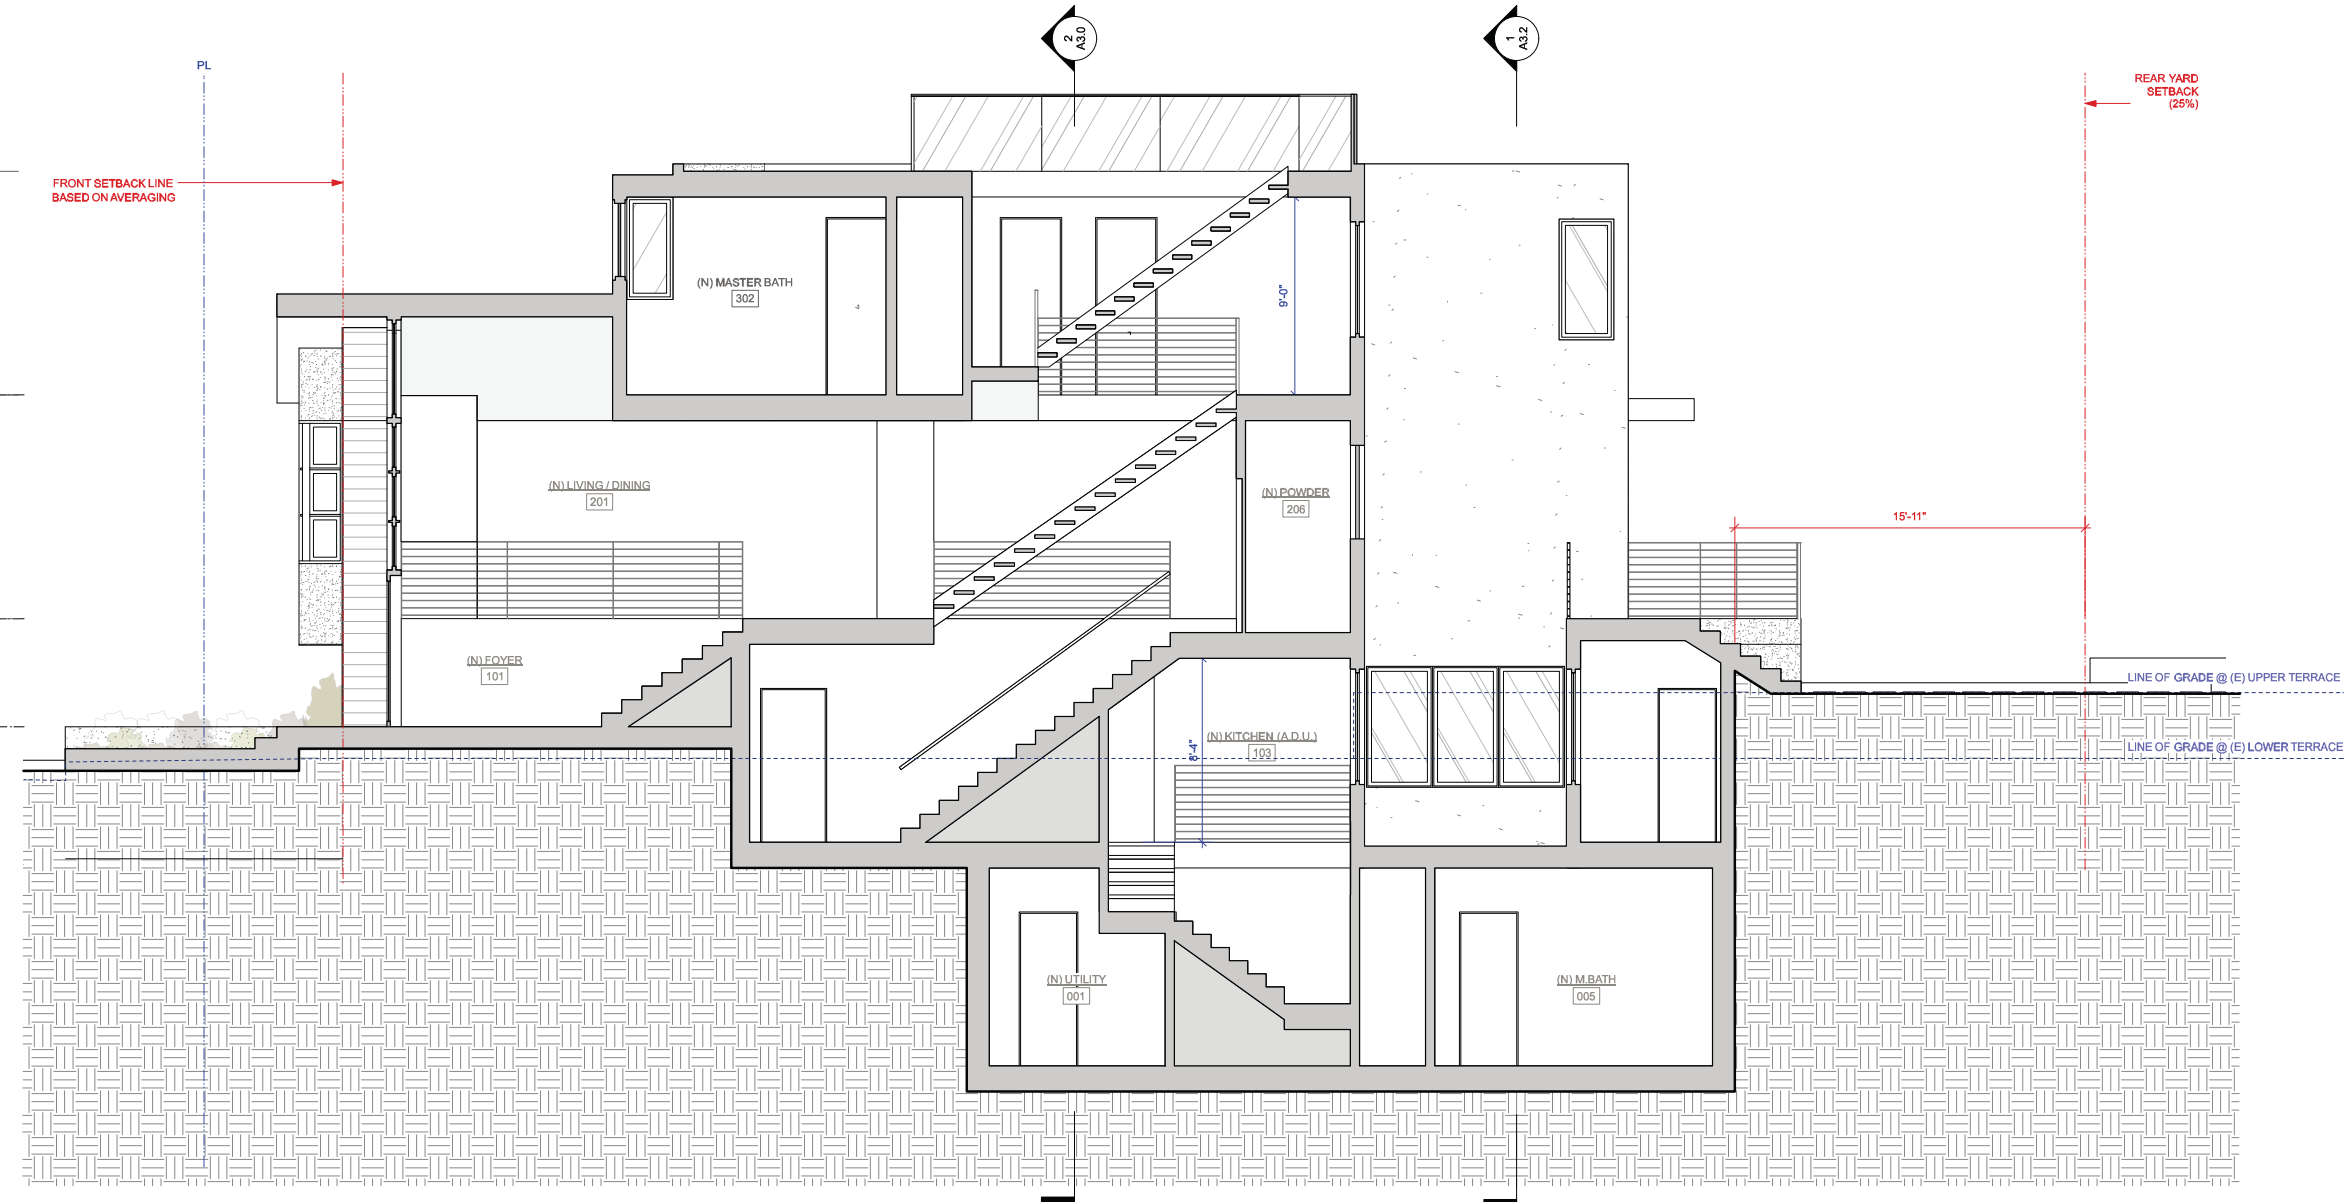 2
A3.0
1
A3.2
PL
REAR YARD
SETBACK
(25%)
FRONT SETBACK LINE
BASED ON AVERAGING
(N) MASTER BATH
302
9'-0"
(N) LIVING / DINING
201
(N) POWDER
206
15'-11"
(N) FOYER
101
LINE OF GRADE @ (E) UPPER TERRACE
(N) KITCHEN (A.D.U.)
103
8'-4"
LINE OF GRADE @ (E) LOWER TERRACE
(N) UTILITY
001
(N) M.BATH
005